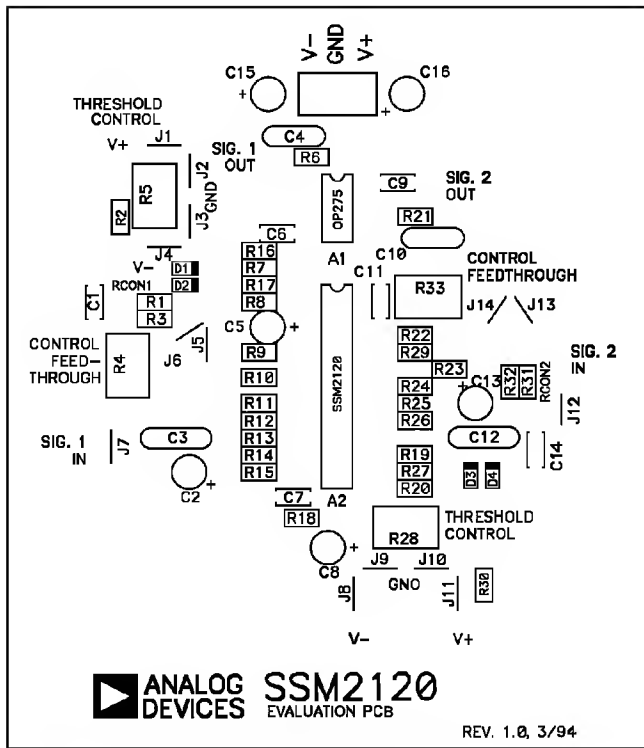 V-
GND
V+
C15
C16
+
+
THRESHOLD
CONTROL
V+
J1
J2
SIG. 1
OUT
C4
R6
R5
R2
GND
J3
OP275
C9
SIG. 2
OUT
R21
C6
C10
A1
J4
V-
D1
RCON1
D2
C1
R1
R3
R16
R7
R17
R8
C11
R33
CONTROL
FEEDTHROUGH
J14
J13
C5
+
CONTROL
FEED-
THROUGH
R4
J6
J5
R9
R10
SSM2120
R22
R29
R23
SIG. 2
IN
R24
+
C13
R32
R31
RCON2
R25
R26
J12
R11
R12
R13
R14
R15
SIG. 1
IN
J7
C3
C12
C14
R19
R27
R20
D3
D4
+
C2
C7
A2
R18
R28
THRESHOLD
CONTROL
+
C8
J9
J10
J8
GNO
J11
R30
V-
V+
ANALOG
DEVICES
SSM2120
EVALUATION PCB
REV. 1.0, 3/94